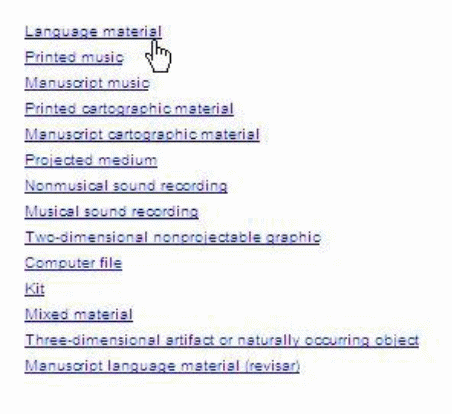 Language material
Printed music
Manuscript music
Printed cartographic material
Manuscript cartographic material
Projected medium
Nonmusical sound recording
Musical sound recording
Two-dimensional nonprojectable graphic
Computer file
Kit
Mixed material
Three-dimensional artifact or naturally occurring object
Manuscript language material (revisar)